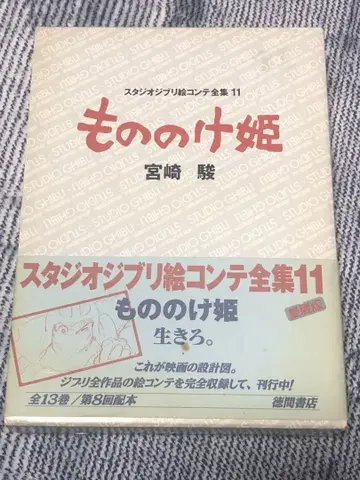 スタジオジブリ絵コンテ全集11
もののけ姫
宮崎 駿
スタジオジブリ絵コンテ全集11
もののけ姫
生きろ。
これが映画の設計図。
ジブリ全作品の絵コンテを完全収録して、刊行中!
全13巻/第8回配本
徳間書店